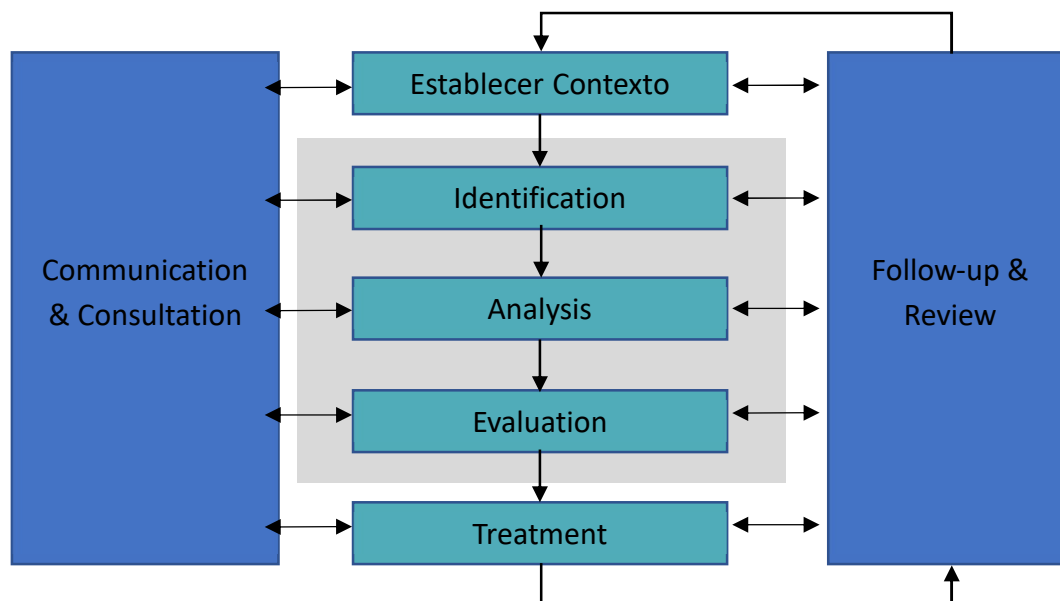 Establecer Contexto
Identification
Communication
& Consultation
Analysis
Follow-up &
Review
Evaluation
Treatment